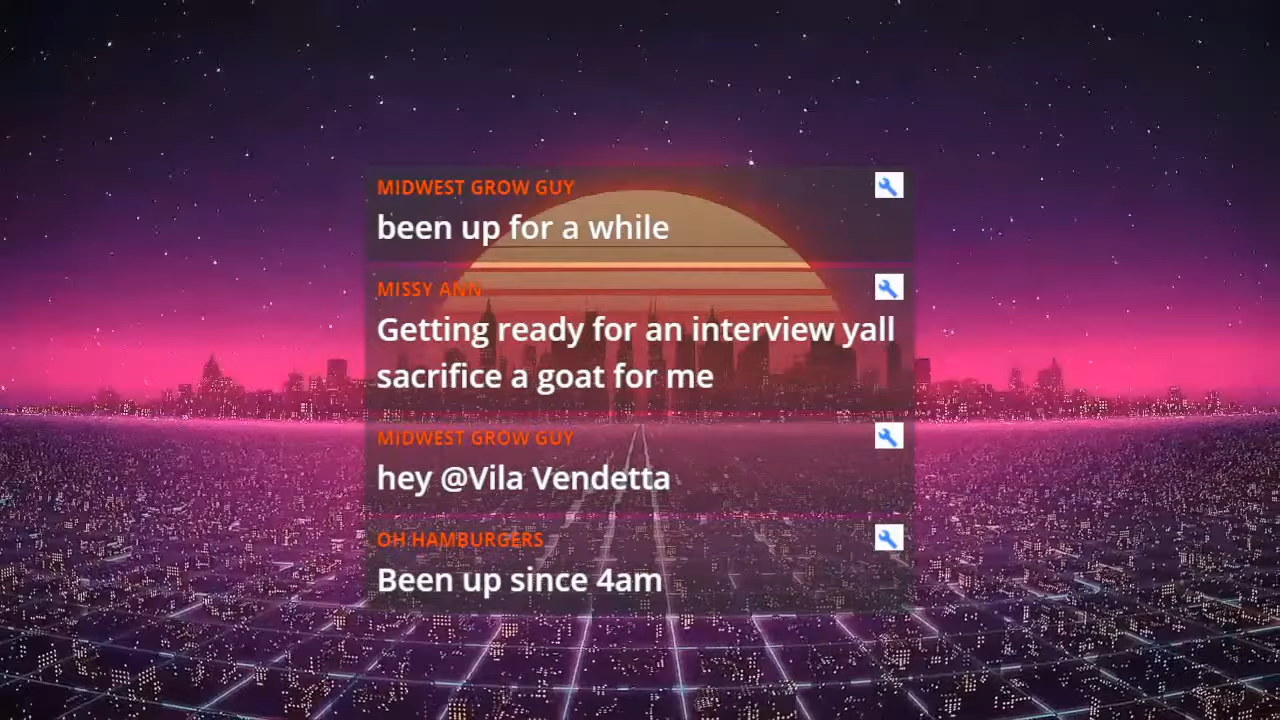 MIDWEST GROW GUY
been up for a while
MISSY ANN
Getting ready for an interview yall
sacrifice a goat for me
MIDWEST GROW GUY
hey @Vila Vendetta
OH HAMBURGERS
Been up since 4am